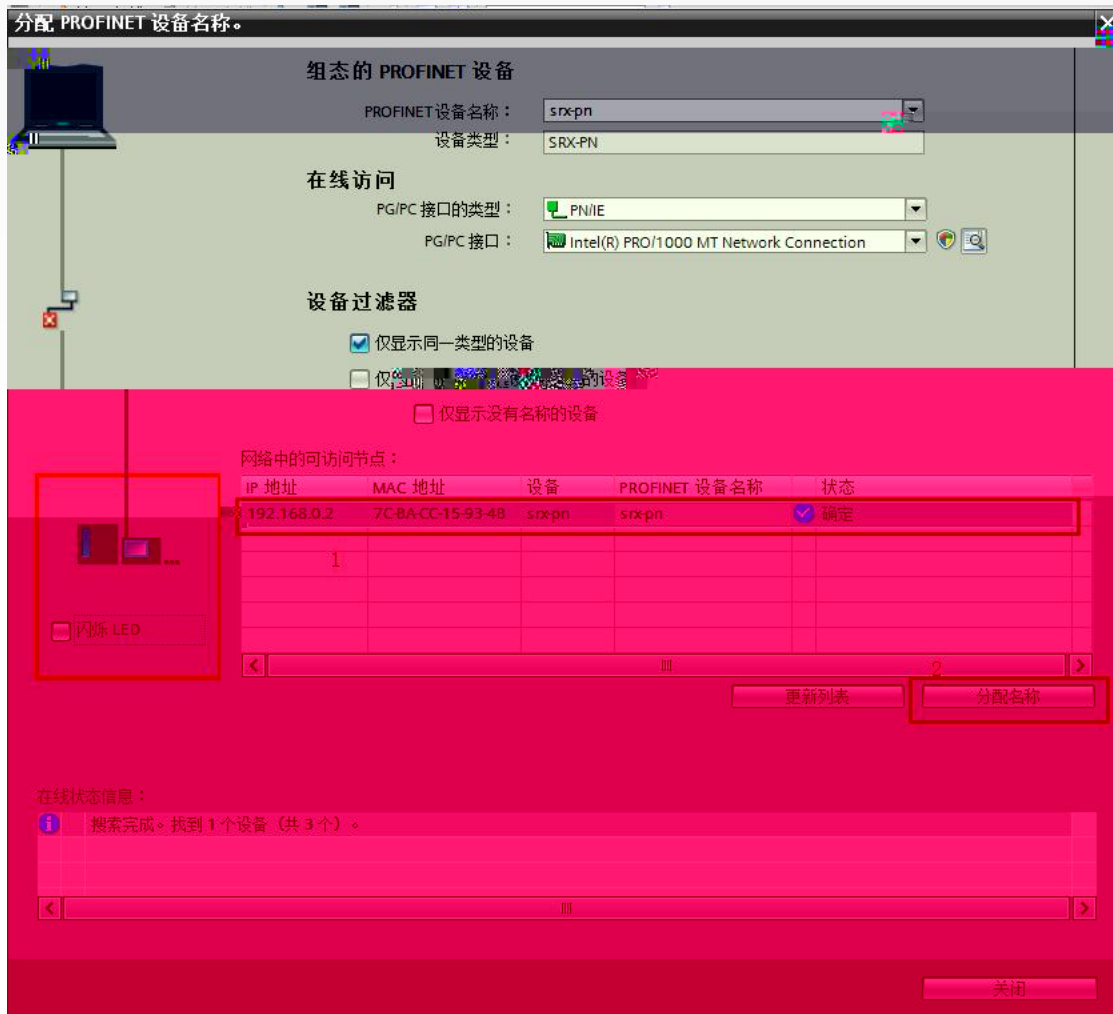 分配 PROFINET 设备名称。
组态的 PROFINET 设备
PROFINET设备名称： srx-pn
设备类型： SRX-PN
在线访问
PG/PC 接口的类型： PN/IE
PG/PC 接口： Intel(R) PRO/1000 MT Network Connection
设备过滤器
仅显示同一类型的设备
仅 的设备
仅显示没有名称的设备
网络中的可访问节点：
IP 地址 MAC 地址 设备 PROFINET 设备名称 状态
192.168.0.2 7C-BA-CC-15-93-4B srx-pn srx-pn 确定
1
闪烁 LED
2
更新列表 分配名称
在线状态信息：
搜索完成。找到 1 个设备（共 3 个）。
关闭